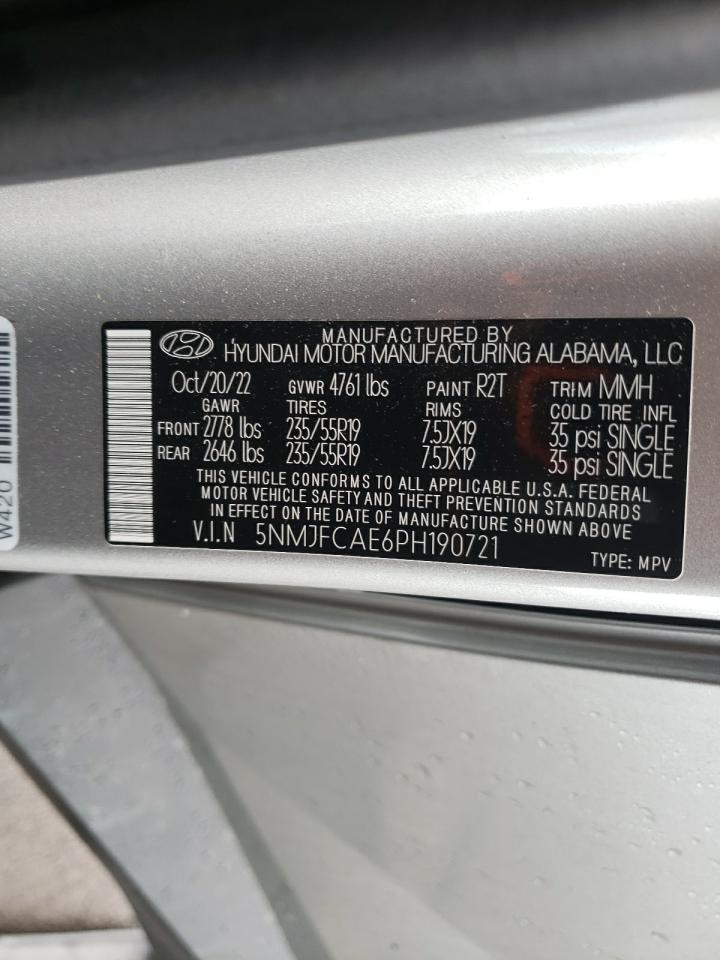 MANUFACTURED BY
HYUNDAI MOTOR MANUFACTURING ALABAMA, LLC
Oct/20/22 GVWR 4761 lbs PAINT R2T TRIM MMH
GAWR TIRES RIMS COLD TIRE INFL
FRONT 2778 lbs 235/55R19 7.5JX19 35 psi SINGLE
REAR 2646 lbs 235/55R19 7.5JX19 35 psi SINGLE
THIS VEHICLE CONFORMS TO ALL APPLICABLE U.S.A. FEDERAL
MOTOR VEHICLE SAFETY AND THEFT PREVENTION STANDARDS
IN EFFECT ON THE DATE OF MANUFACTURE SHOWN ABOVE
V.I.N 5NMJFCAE6PH190721
TYPE: MPV
W420